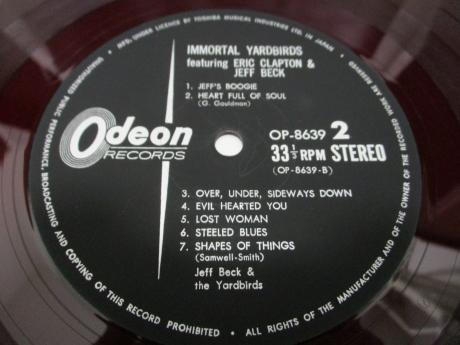 MFD. UNDER LICENCE BY TOSHIBA MUSICAL INDUSTRIES LTD. IN JAPAN
IMMORTAL YARDBIRDS
featuring ERIC CLAPTON &
JEFF BECK
1. JEFF'S BOOGIE
2. HEART FULL OF SOUL
(G. Gouldman)
Odeon
RECORDS
OP-8639 2
33⅓ RPM STEREO
(OP-8639-B)
3. OVER, UNDER, SIDEWAYS DOWN
4. EVIL HEARTED YOU
5. LOST WOMAN
6. STEELED BLUES
7. SHAPES OF THINGS
(Samwell-Smith)
Jeff Beck &
the Yardbirds
UNAUTHORIZED PUBLIC PERFORMANCE, BROADCASTING AND COPYING OF THIS RECORD PROHIBITED • ALL RIGHTS OF THE MANUFACTURER AND OF THE OWNER OF THE RECORDED WORK ARE RESERVED